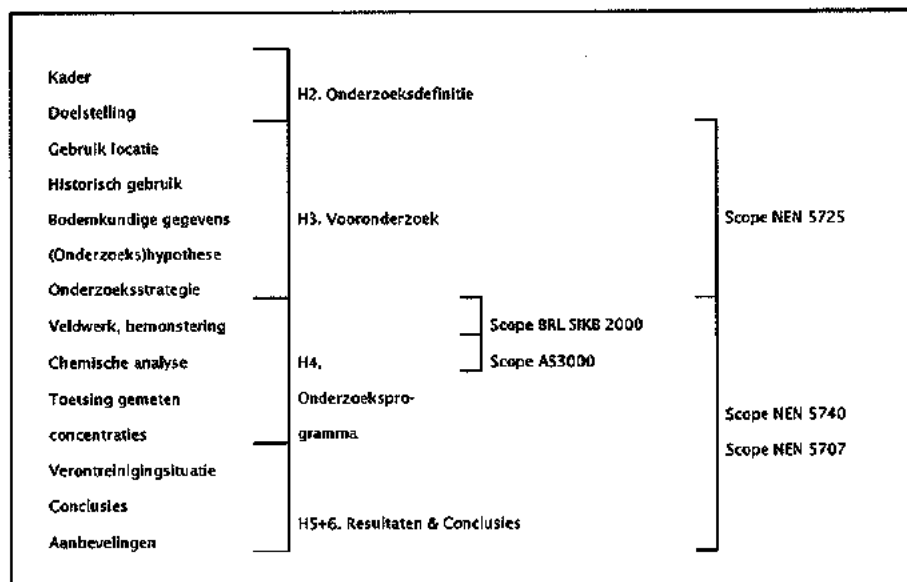 Kader
H2. Onderzoeksdefinitie
Doelstelling
Gebruik locatie
Historisch gebruik
Bodemkundige gegevens
H3. Vooronderzoek
Scope NEN 5725
(Onderzoeks)hypothese
Onderzoeksstrategie
Veldwerk, bemonstering
Scope BRL SIKB 2000
Chemische analyse
H4.
Scope AS3000
Toetsing gemeten
Onderzoekspro-
Scope NEN 5740
concentraties
gramma
Scope NEN 5707
Verontreinigingsituatie
Conclusies
H5+6. Resultaten & Conclusies
Aanbevelingen